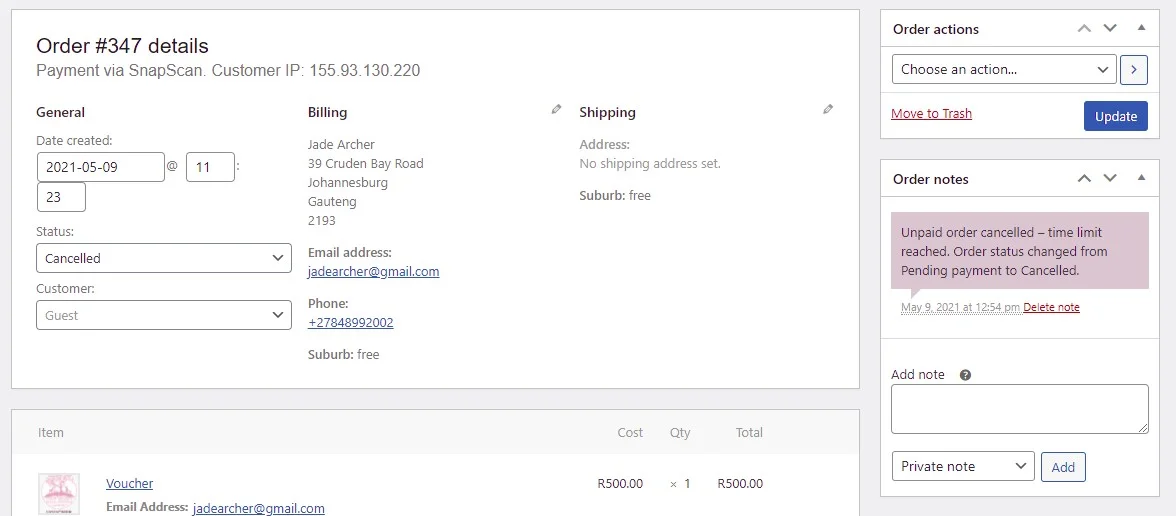 Order #347 details
Payment via SnapScan. Customer IP: 155.93.130.220
General
Date created:
2021-05-09 @ 11 :
23
Status:
Cancelled
Customer:
Guest
Billing
Jade Archer
39 Cruden Bay Road
Johannesburg
Gauteng
2193
Email address:
jadearcher@gmail.com
Phone:
+27848992002
Suburb: free
Shipping
Address:
No shipping address set.
Suburb: free
Item Cost Qty Total
Voucher R500.00 × 1 R500.00
Email Address: jadearcher@gmail.com
Order actions
Choose an action...
Move to Trash Update
Order notes
Unpaid order cancelled – time limit
reached. Order status changed from
Pending payment to Cancelled.
May 9, 2021 at 12:54 pm Delete note
Add note ?
Private note Add